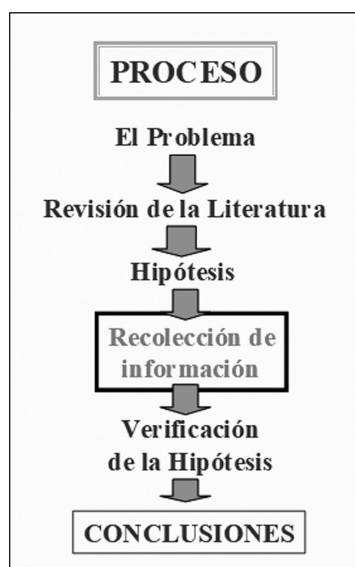 PROCESO
El Problema
Revisión de la Literatura
Hipótesis
Recolección de
información
Verificación
de la Hipótesis
CONCLUSIONES